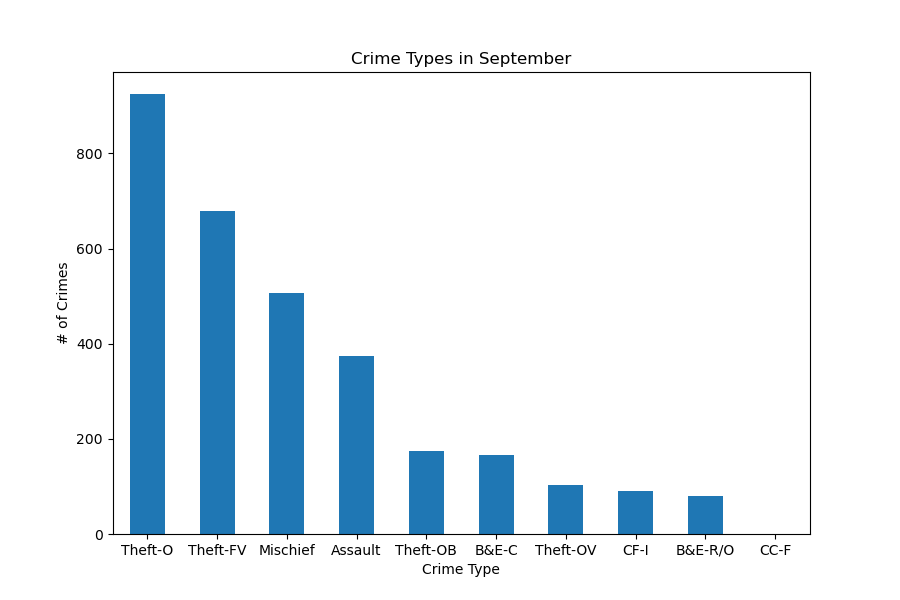 Crime Types in September
# of Crimes
800
600
400
200
0
Theft-O Theft-FV Mischief Assault Theft-OB B&E-C Theft-OV CF-I B&E-R/O CC-F
Crime Type